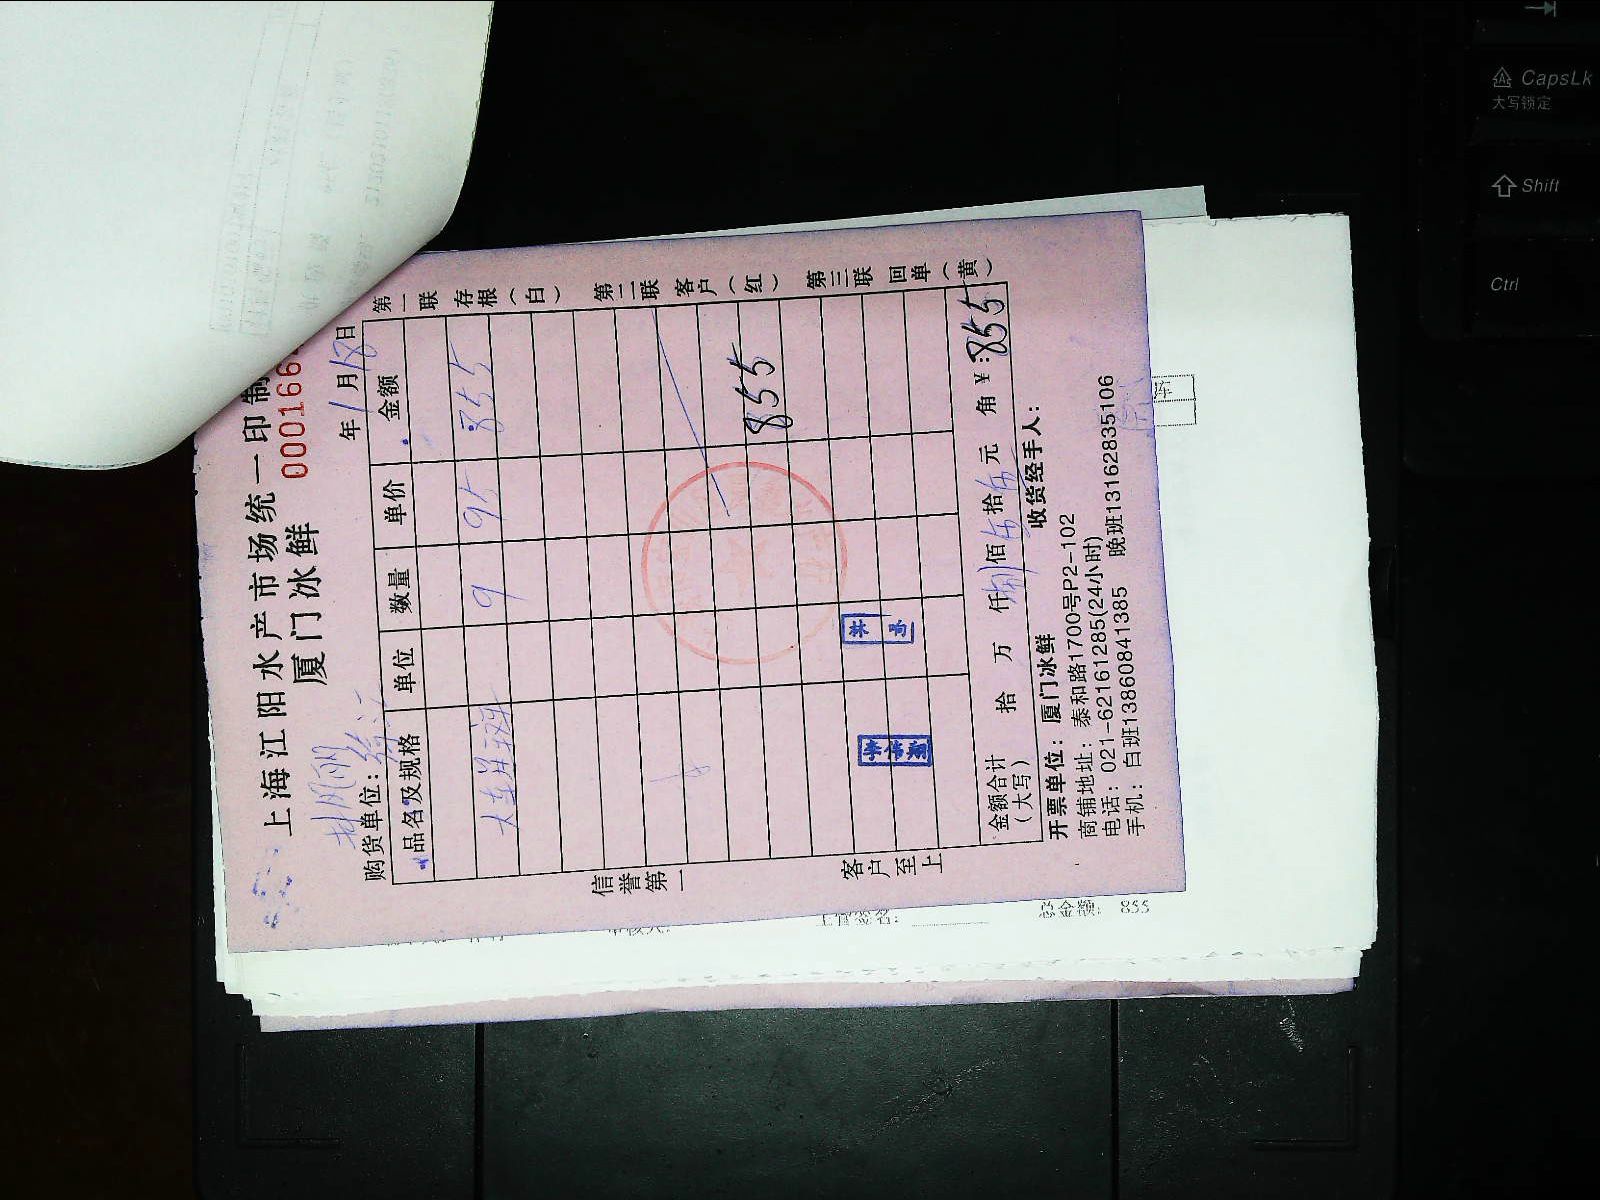 上海江阳水产市场统一印制
厦门冰鲜
000166
年 1 月 18 日
购货单位:
品名及规格 单位 数量 单价 金额
9 95 855
855
金额合计(大写) 拾 万 仟 捌 佰 伍 拾 伍 元 角 ¥:855
开票单位: 厦门冰鲜 收货经手人:
商铺地址: 泰和路1700号P2-102
电话: 021-62161285(24小时)
手机: 白班13860841385 晚班13162835106
第一联 存根(白) 第二联 客户(红) 第三联 回单(黄)
信誉第一 客户至上
855
CapsLk
大写锁定
Shift
Ctrl